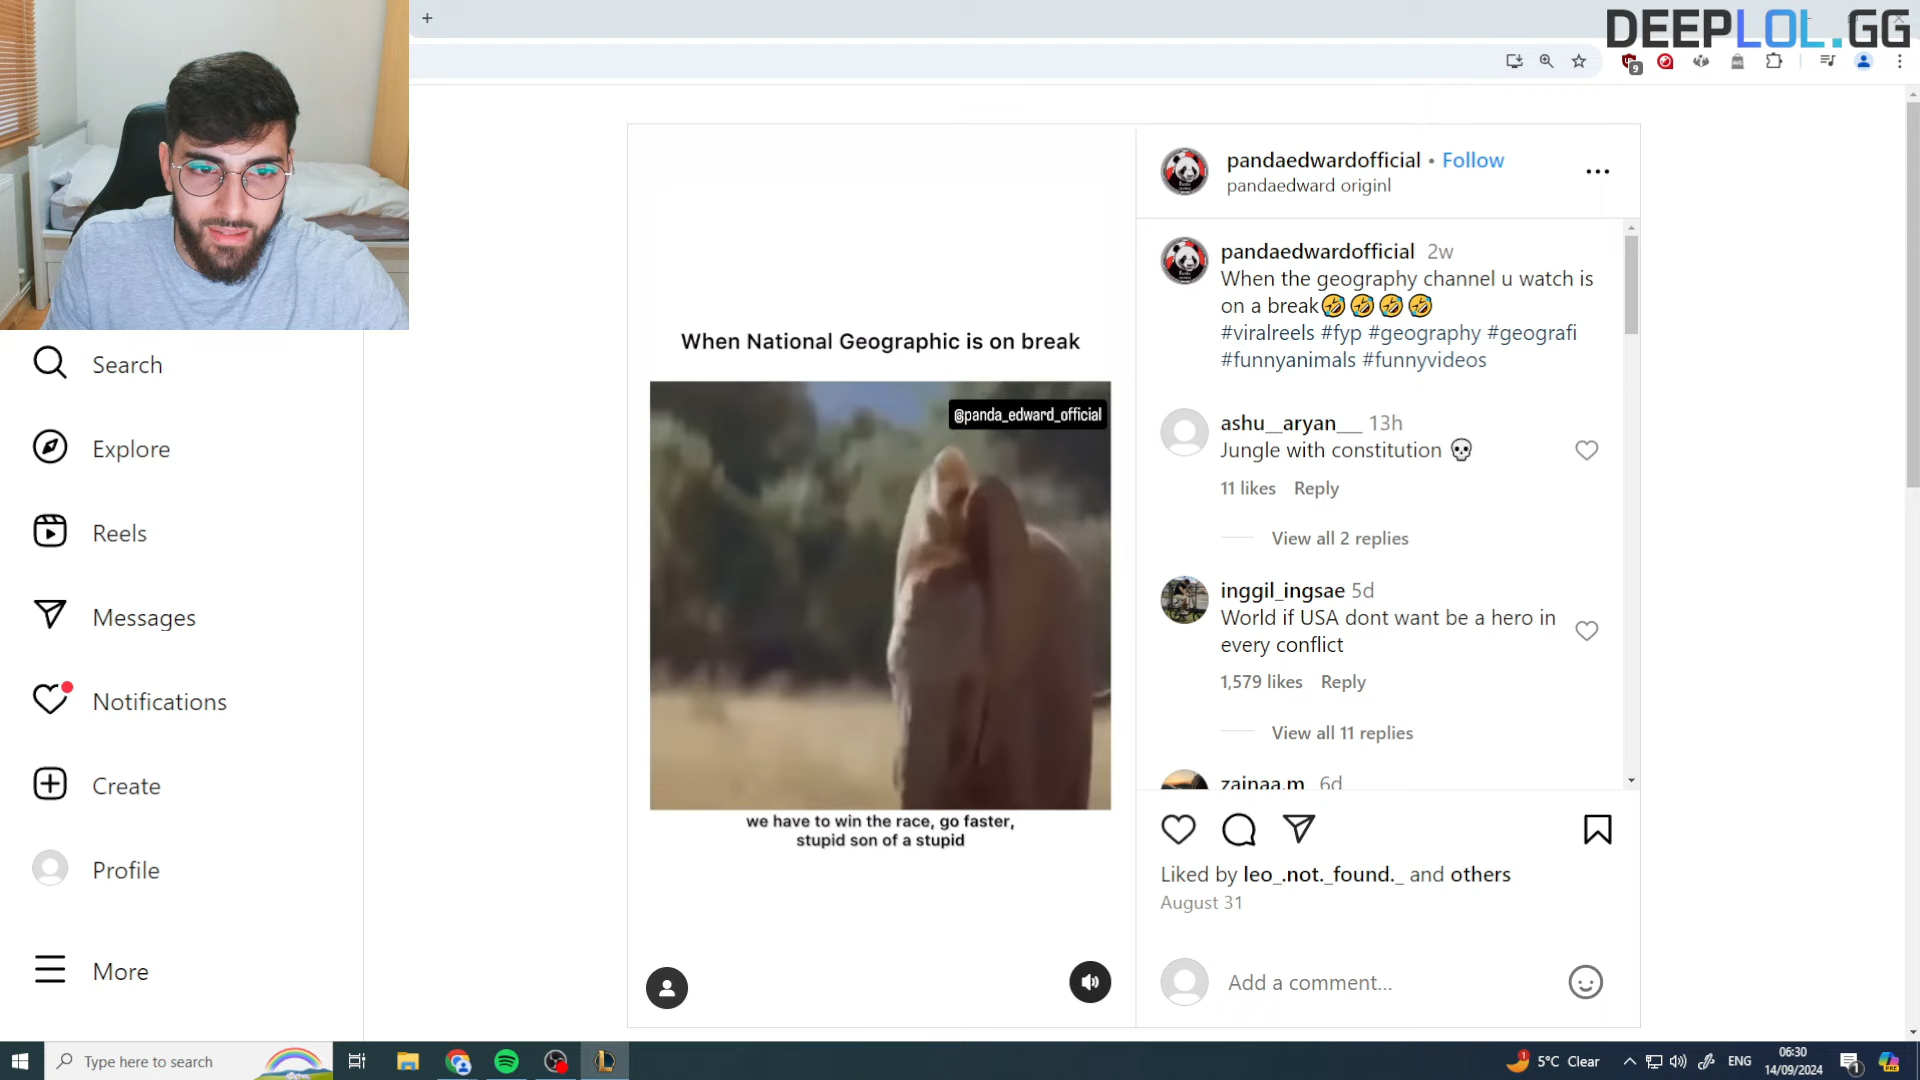 DEEPLOL.GG
9
pandaedwardofficial • Follow
pandaedward originl
pandaedwardofficial 2w
When the geography channel u watch is
on a break🤣🤣🤣🤣
#viralreels #fyp #geography #geografi
#funnyanimals #funnyvideos
ashu__aryan___ 13h
Jungle with constitution 💀
11 likes Reply
View all 2 replies
inggil_ingsae 5d
World if USA dont want be a hero in
every conflict
1,579 likes Reply
View all 11 replies
zainaa.m 6d
Liked by leo_.not._found._ and others
August 31
Add a comment...
When National Geographic is on break
@panda_edward_official
we have to win the race, go faster,
stupid son of a stupid
Search
Explore
Reels
Messages
Notifications
Create
Profile
More
Type here to search
1
5°C Clear
ENG
06:30
14/09/2024
1
PRE